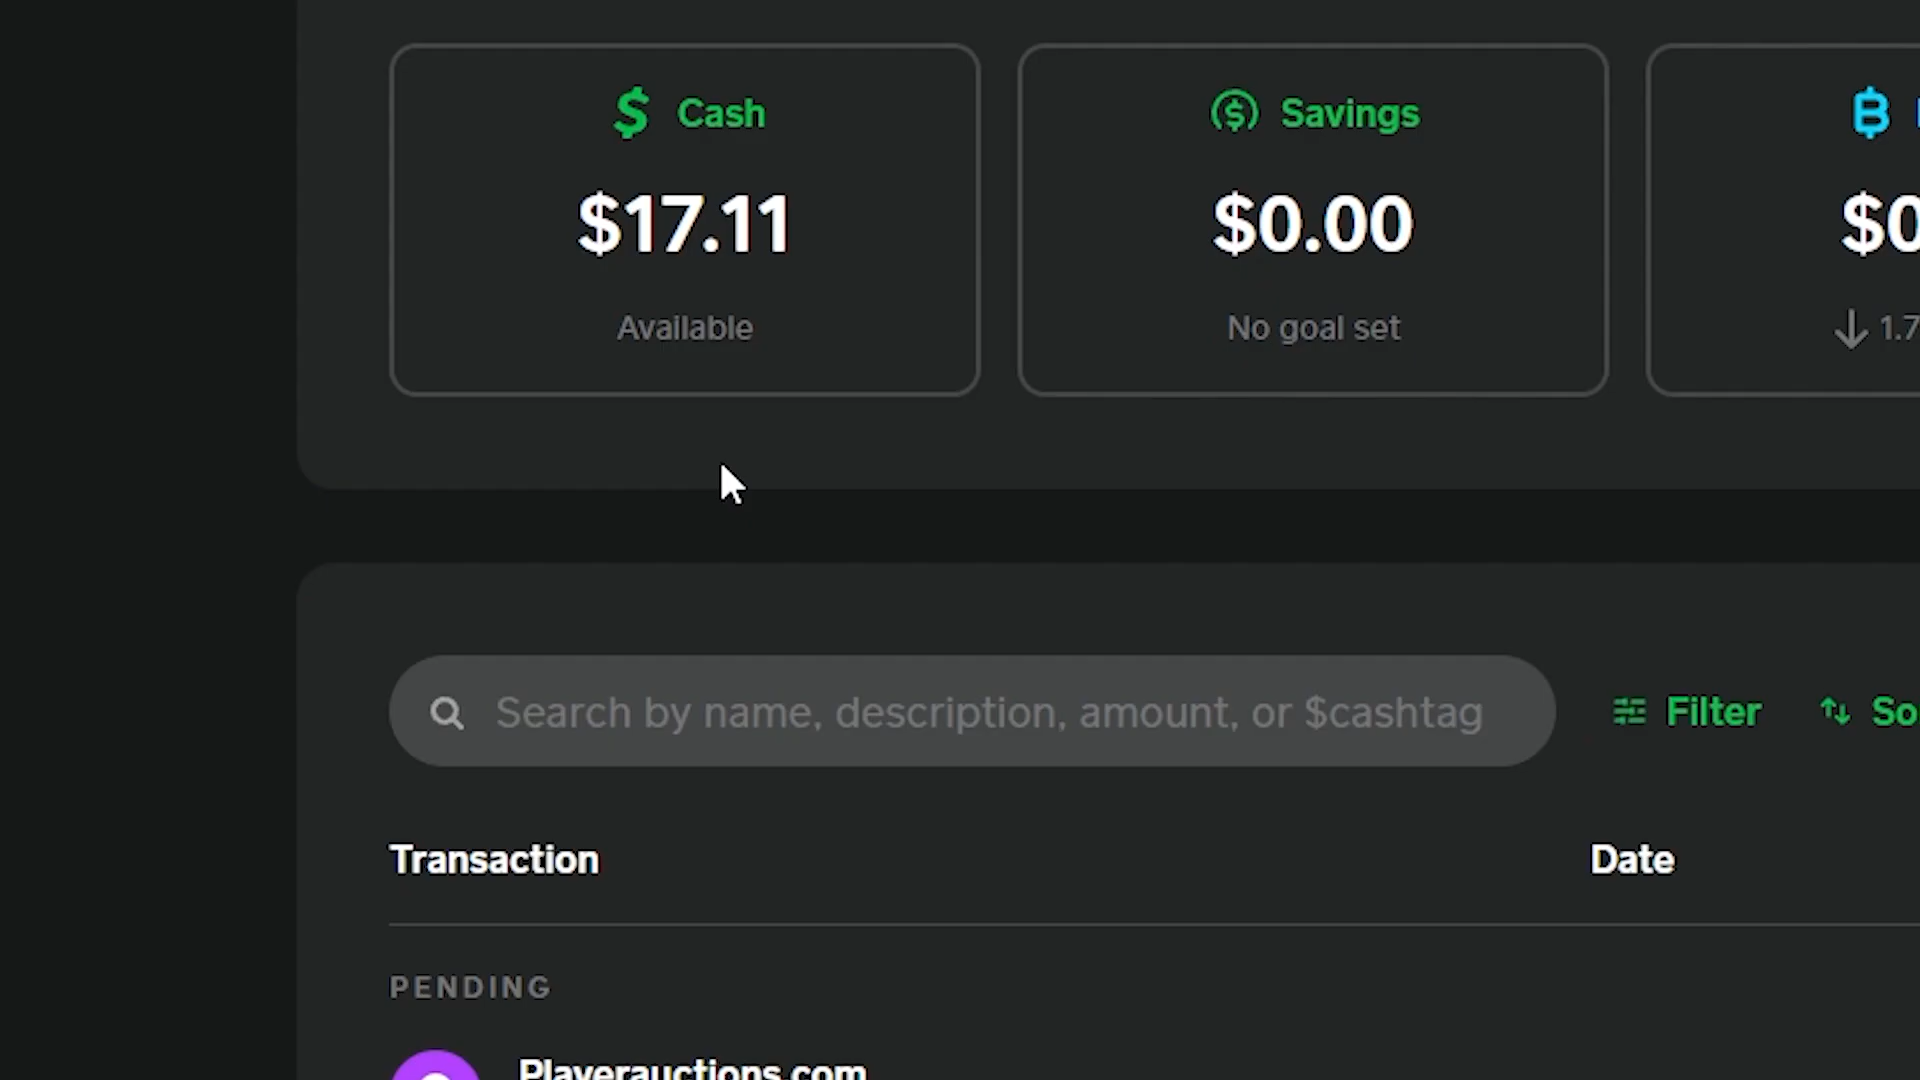 Cash
$17.11
Available
Savings
$0.00
No goal set
$0
1.7
Search by name, description, amount, or $cashtag
Filter
So
Transaction
Date
PENDING
Playerauctions.com